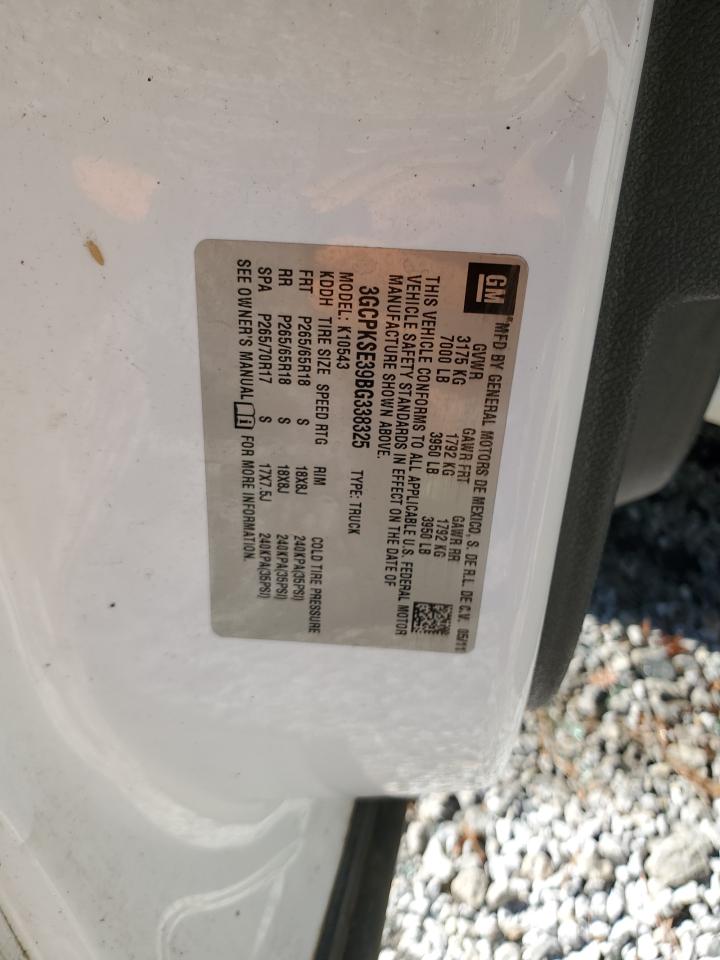 GM
®MFD BY GENERAL MOTORS DE MEXICO, S. DE R.L. DE C.V. 05/11
GVWR GAWR FRT GAWR RR
3175 KG 1792 KG 1792 KG
7000 LB 3950 LB 3950 LB
THIS VEHICLE CONFORMS TO ALL APPLICABLE U.S. FEDERAL MOTOR
VEHICLE SAFETY STANDARDS IN EFFECT ON THE DATE OF
MANUFACTURE SHOWN ABOVE.
3GCPKSE39BG338325 TYPE: TRUCK
MODEL: K10543
KDDH TIRE SIZE SPEED RTG RIM COLD TIRE PRESSURE
FRT P265/65R18 S 18X8J 240KPA(35PSI)
RR P265/65R18 S 18X8J 240KPA(35PSI)
SPA P265/70R17 S 17X7.5J 240KPA(35PSI)
SEE OWNER'S MANUAL FOR MORE INFORMATION.